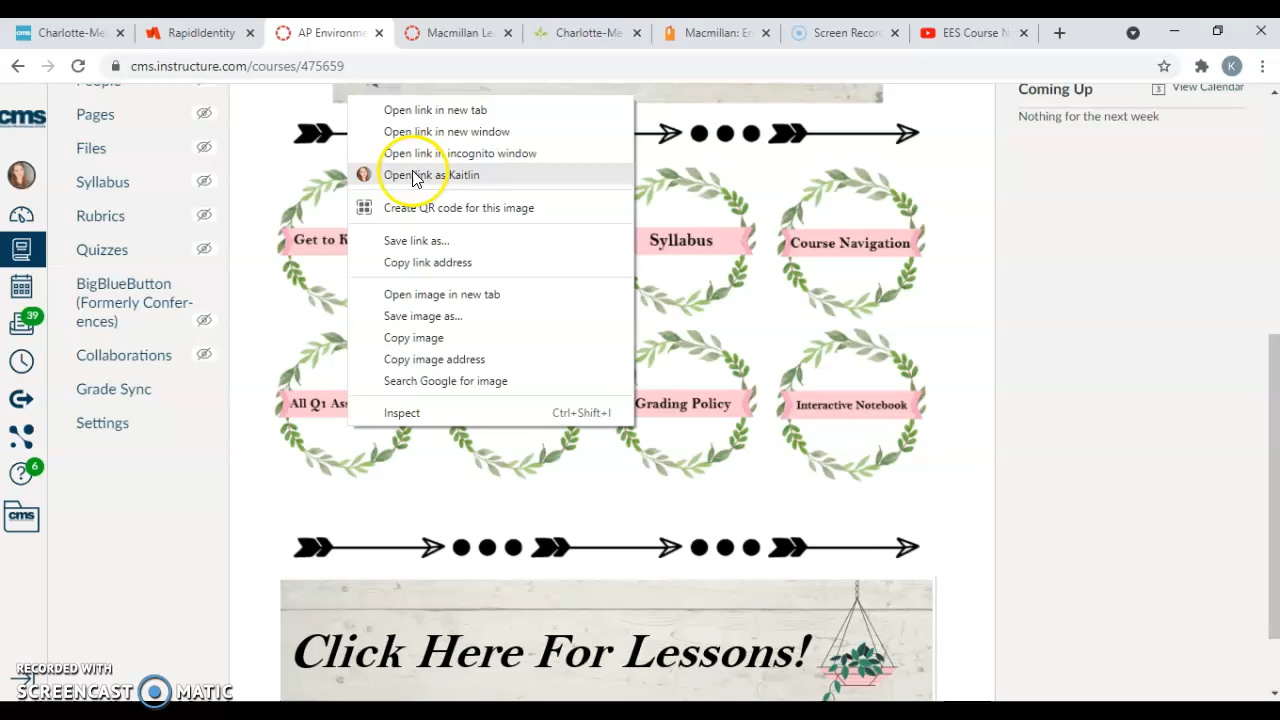 Charlotte-Me
RapidIdentity
AP Environme
Macmillan Le
Charlotte-Me
Macmillan: En
Screen Record
EES Course N
cms.instructure.com/courses/475659
K
Pages
Files
Syllabus
Rubrics
Quizzes
BigBlueButton
(Formerly Confer-
ences)
Collaborations
Grade Sync
Settings
cms
39
6
cms
Open link in new tab
Open link in new window
Open link in incognito window
Open link as Kaitlin
Create QR code for this image
Save link as...
Copy link address
Open image in new tab
Save image as...
Copy image
Copy image address
Search Google for image
Inspect Ctrl+Shift+I
Get to K
Syllabus
Course Navigation
All Q1 Ass
Grading Policy
Interactive Notebook
Click Here For Lessons!
Coming Up
View Calendar
Nothing for the next week
RECORDED WITH
SCREENCAST MATIC